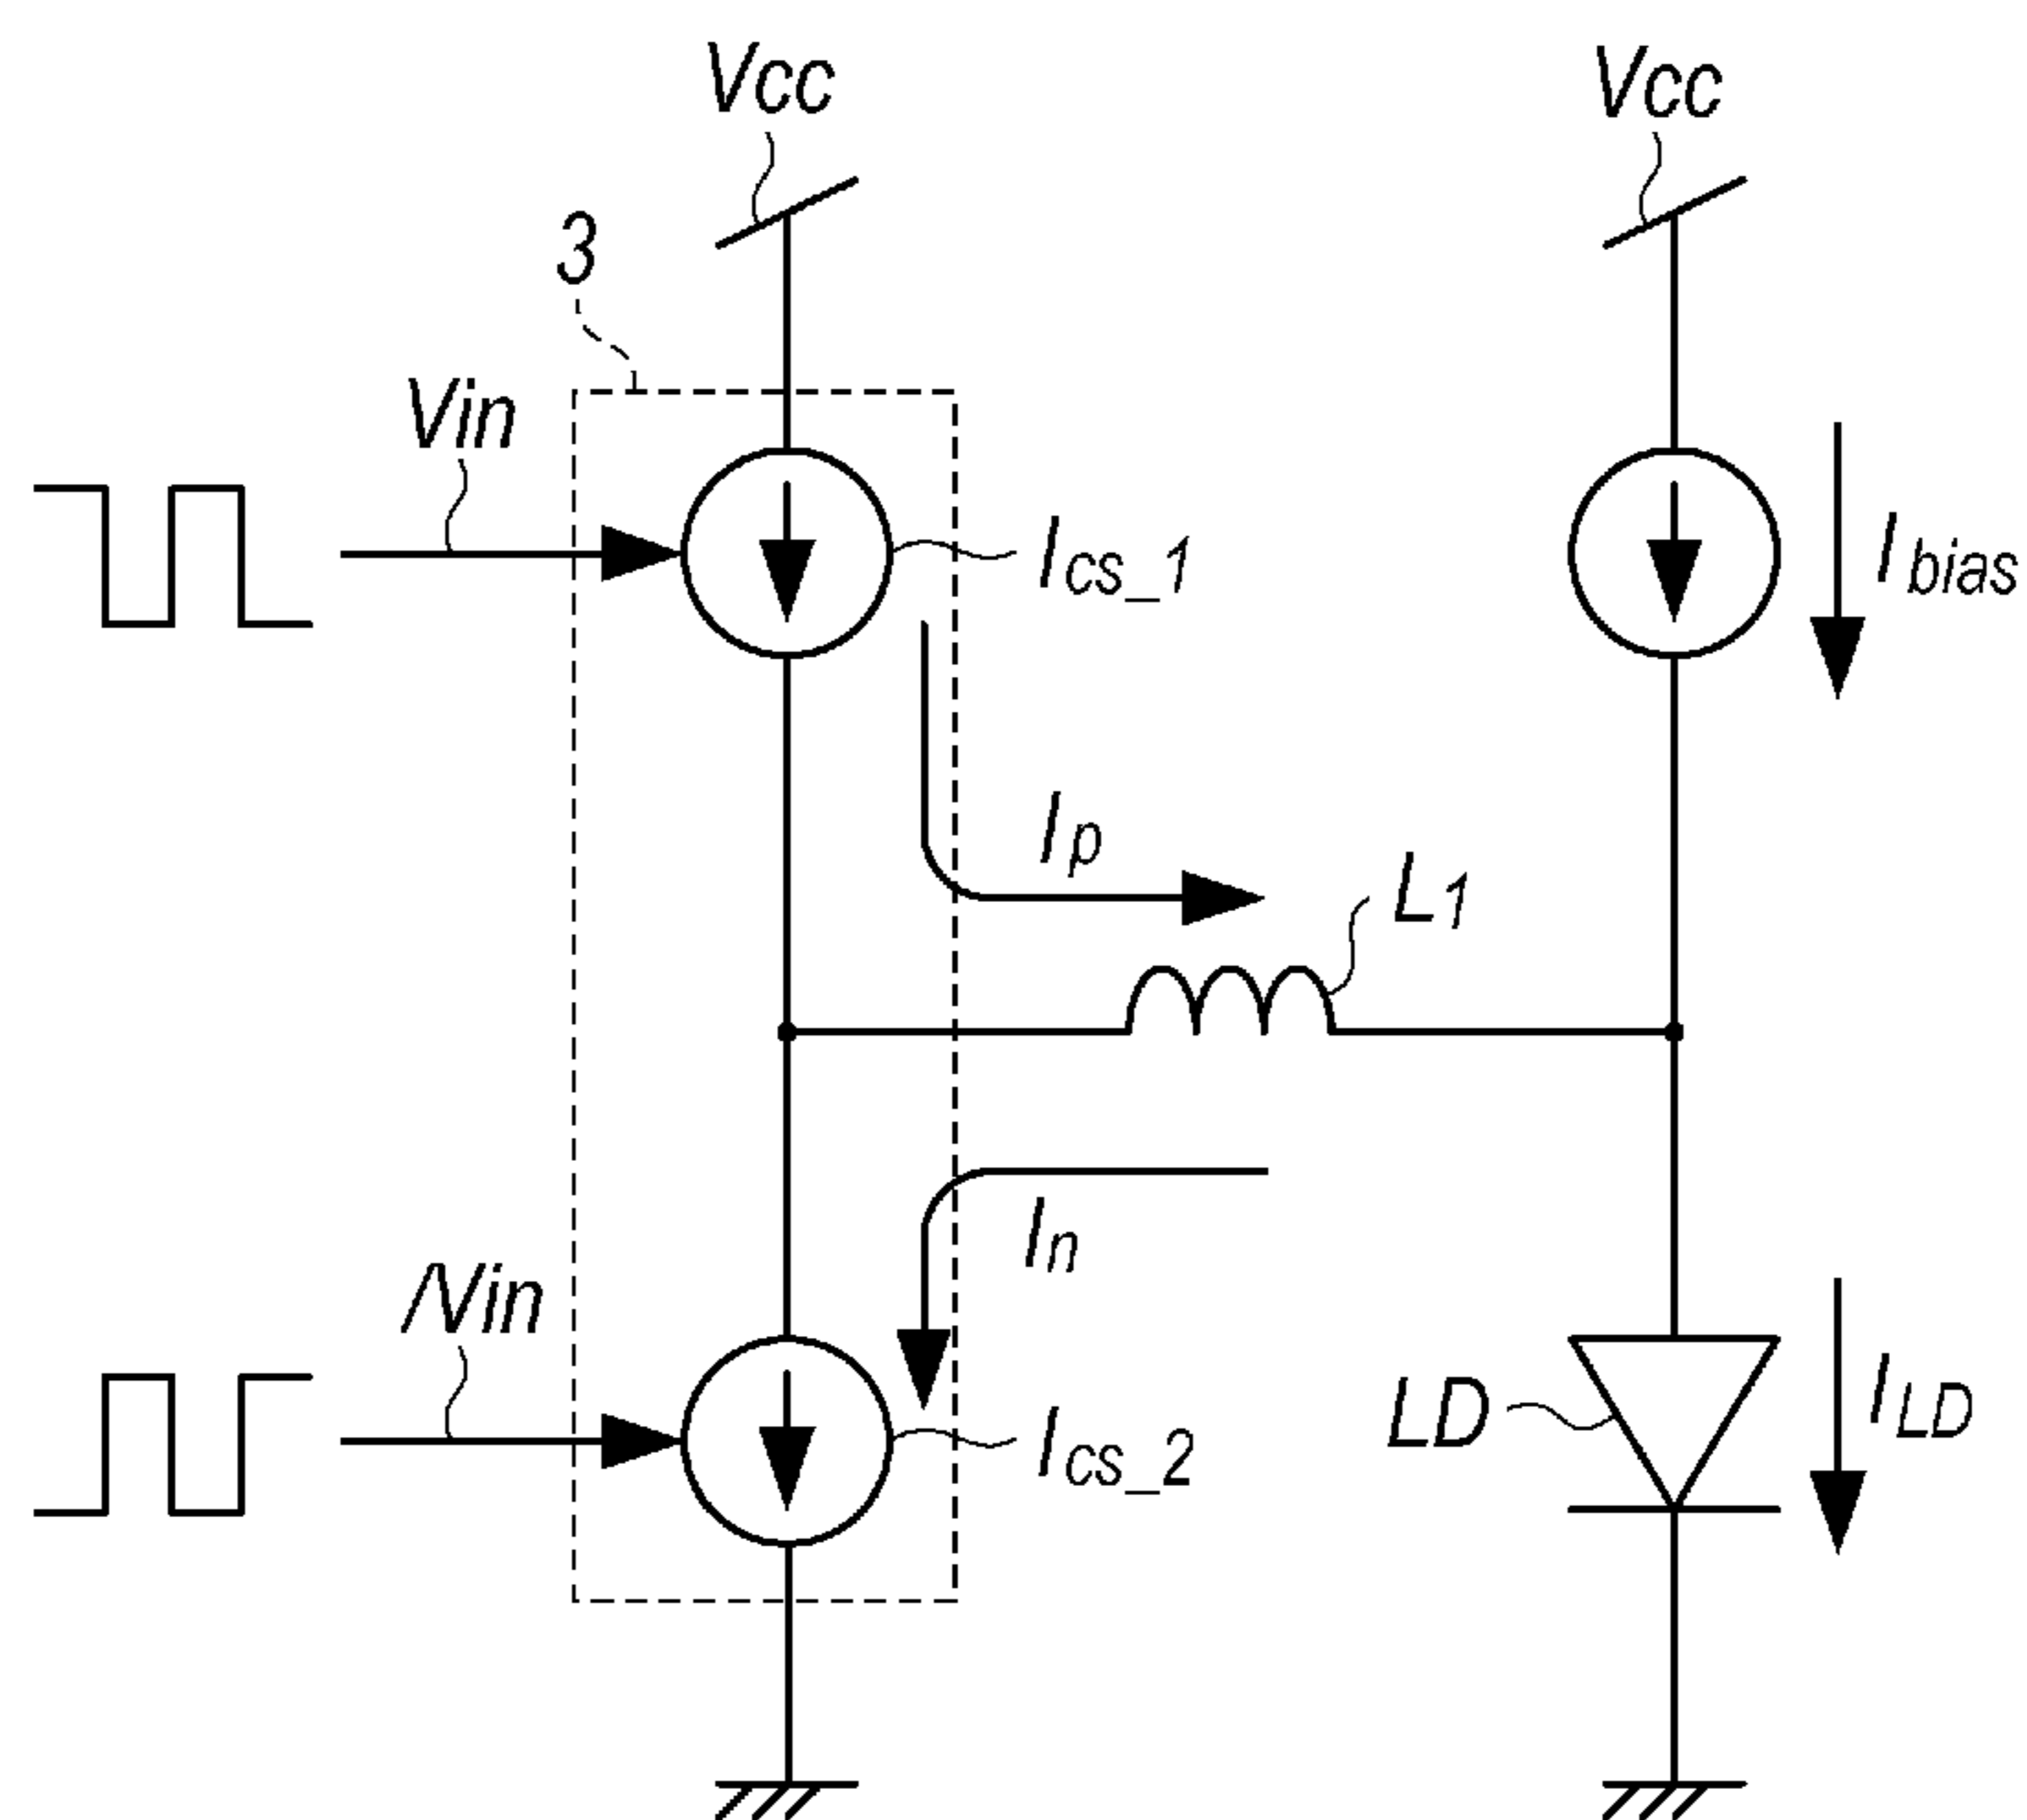 Vcc
Vcc
3
Vin
Ics_1
Ibias
Ip
L1
In
/Vin
Ics_2
LD
ILD